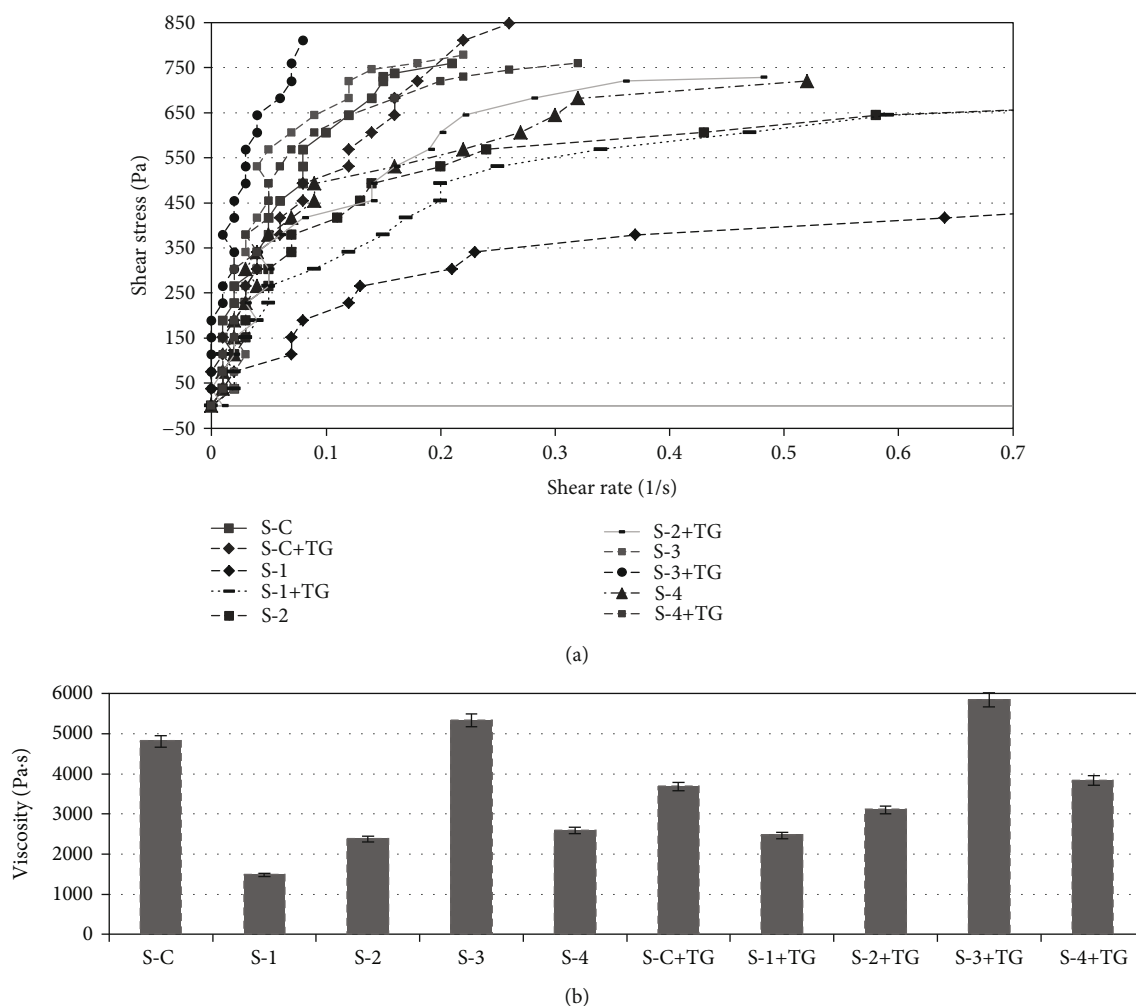 850
750
650
550
450
350
250
150
50
−50
Shear stress (Pa)
0 0.1 0.2 0.3 0.4 0.5 0.6 0.7
Shear rate (1/s)
S-C
S-C+TG
S-1
S-1+TG
S-2
S-2+TG
S-3
S-3+TG
S-4
S-4+TG
(a)
6000
5000
4000
3000
2000
1000
0
Viscosity (Pa·s)
S-C S-1 S-2 S-3 S-4 S-C+TG S-1+TG S-2+TG S-3+TG S-4+TG
(b)